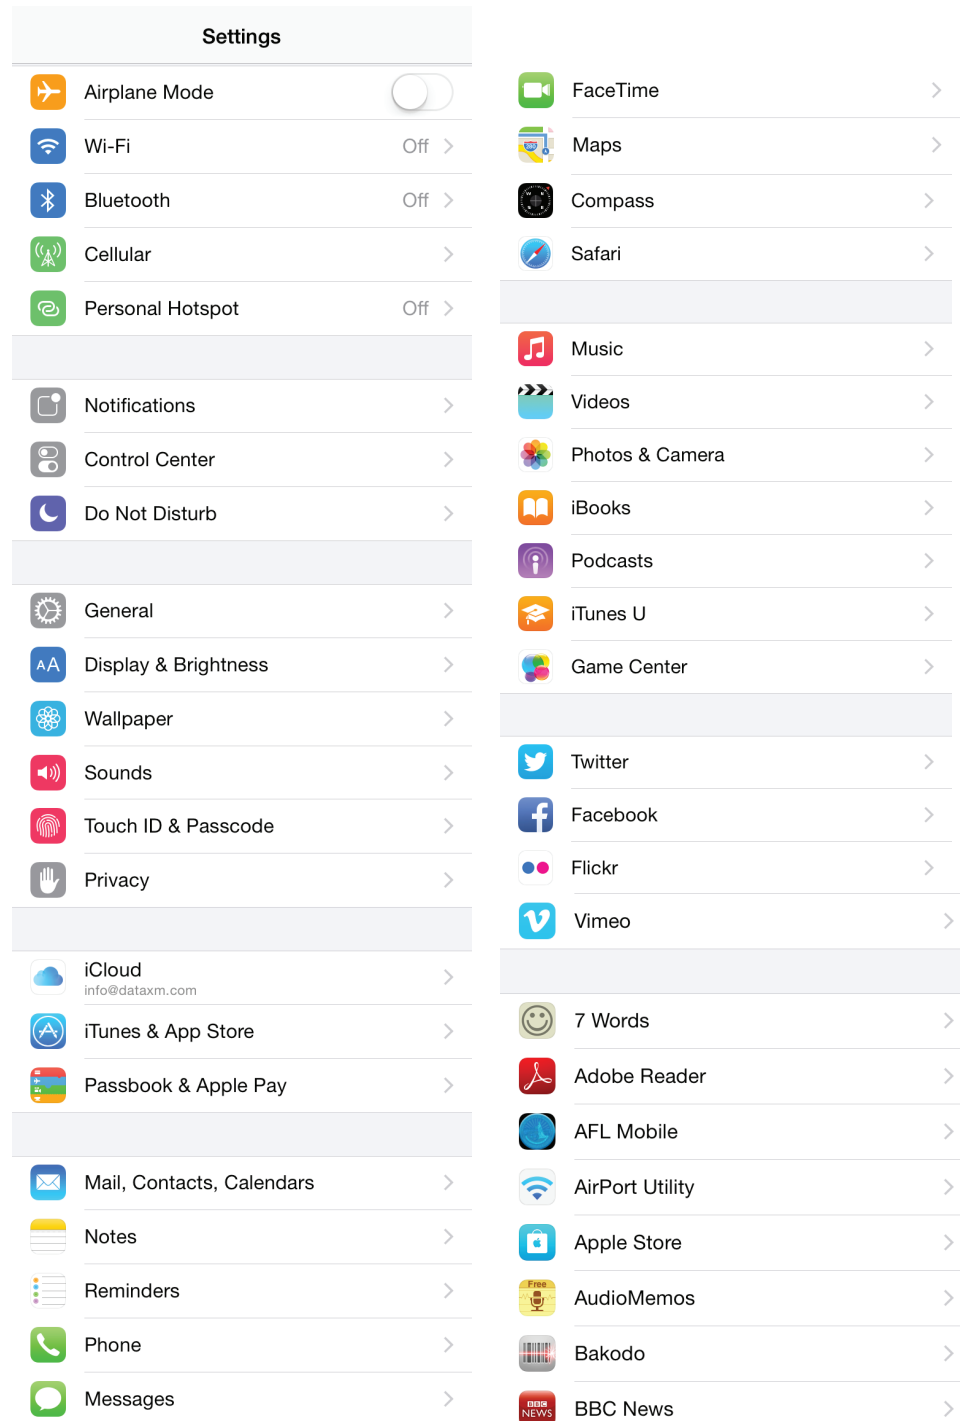 Settings
Airplane Mode
Wi-Fi Off
Bluetooth Off
Cellular
Personal Hotspot Off
Notifications
Control Center
Do Not Disturb
General
AA Display & Brightness
Wallpaper
Sounds
Touch ID & Passcode
Privacy
iCloud
info@dataxm.com
iTunes & App Store
Passbook & Apple Pay
Mail, Contacts, Calendars
Notes
Reminders
Phone
Messages
FaceTime
280 Maps
Compass
Safari
Music
Videos
Photos & Camera
iBooks
Podcasts
iTunes U
Game Center
Twitter
Facebook
Flickr
Vimeo
7 Words
Adobe Reader
AFL Mobile
AirPort Utility
Apple Store
Free
AudioMemos
Bakodo
BBC
NEWS
BBC News